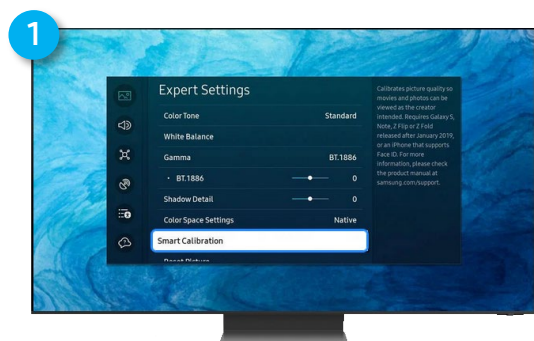 1
Expert Settings
Color Tone Standard
White Balance
Gamma BT.1886
• BT.1886 0
Shadow Detail 0
Color Space Settings Native
Smart Calibration
Reset Picture
Calibrates picture quality so
movies and photos can be
viewed as the creator
intended. Requires Galaxy S,
Note, Z Flip or Z Fold
released after January 2019,
or an iPhone that supports
Face ID. For more
information, please check
the product manual at
samsung.com/support.